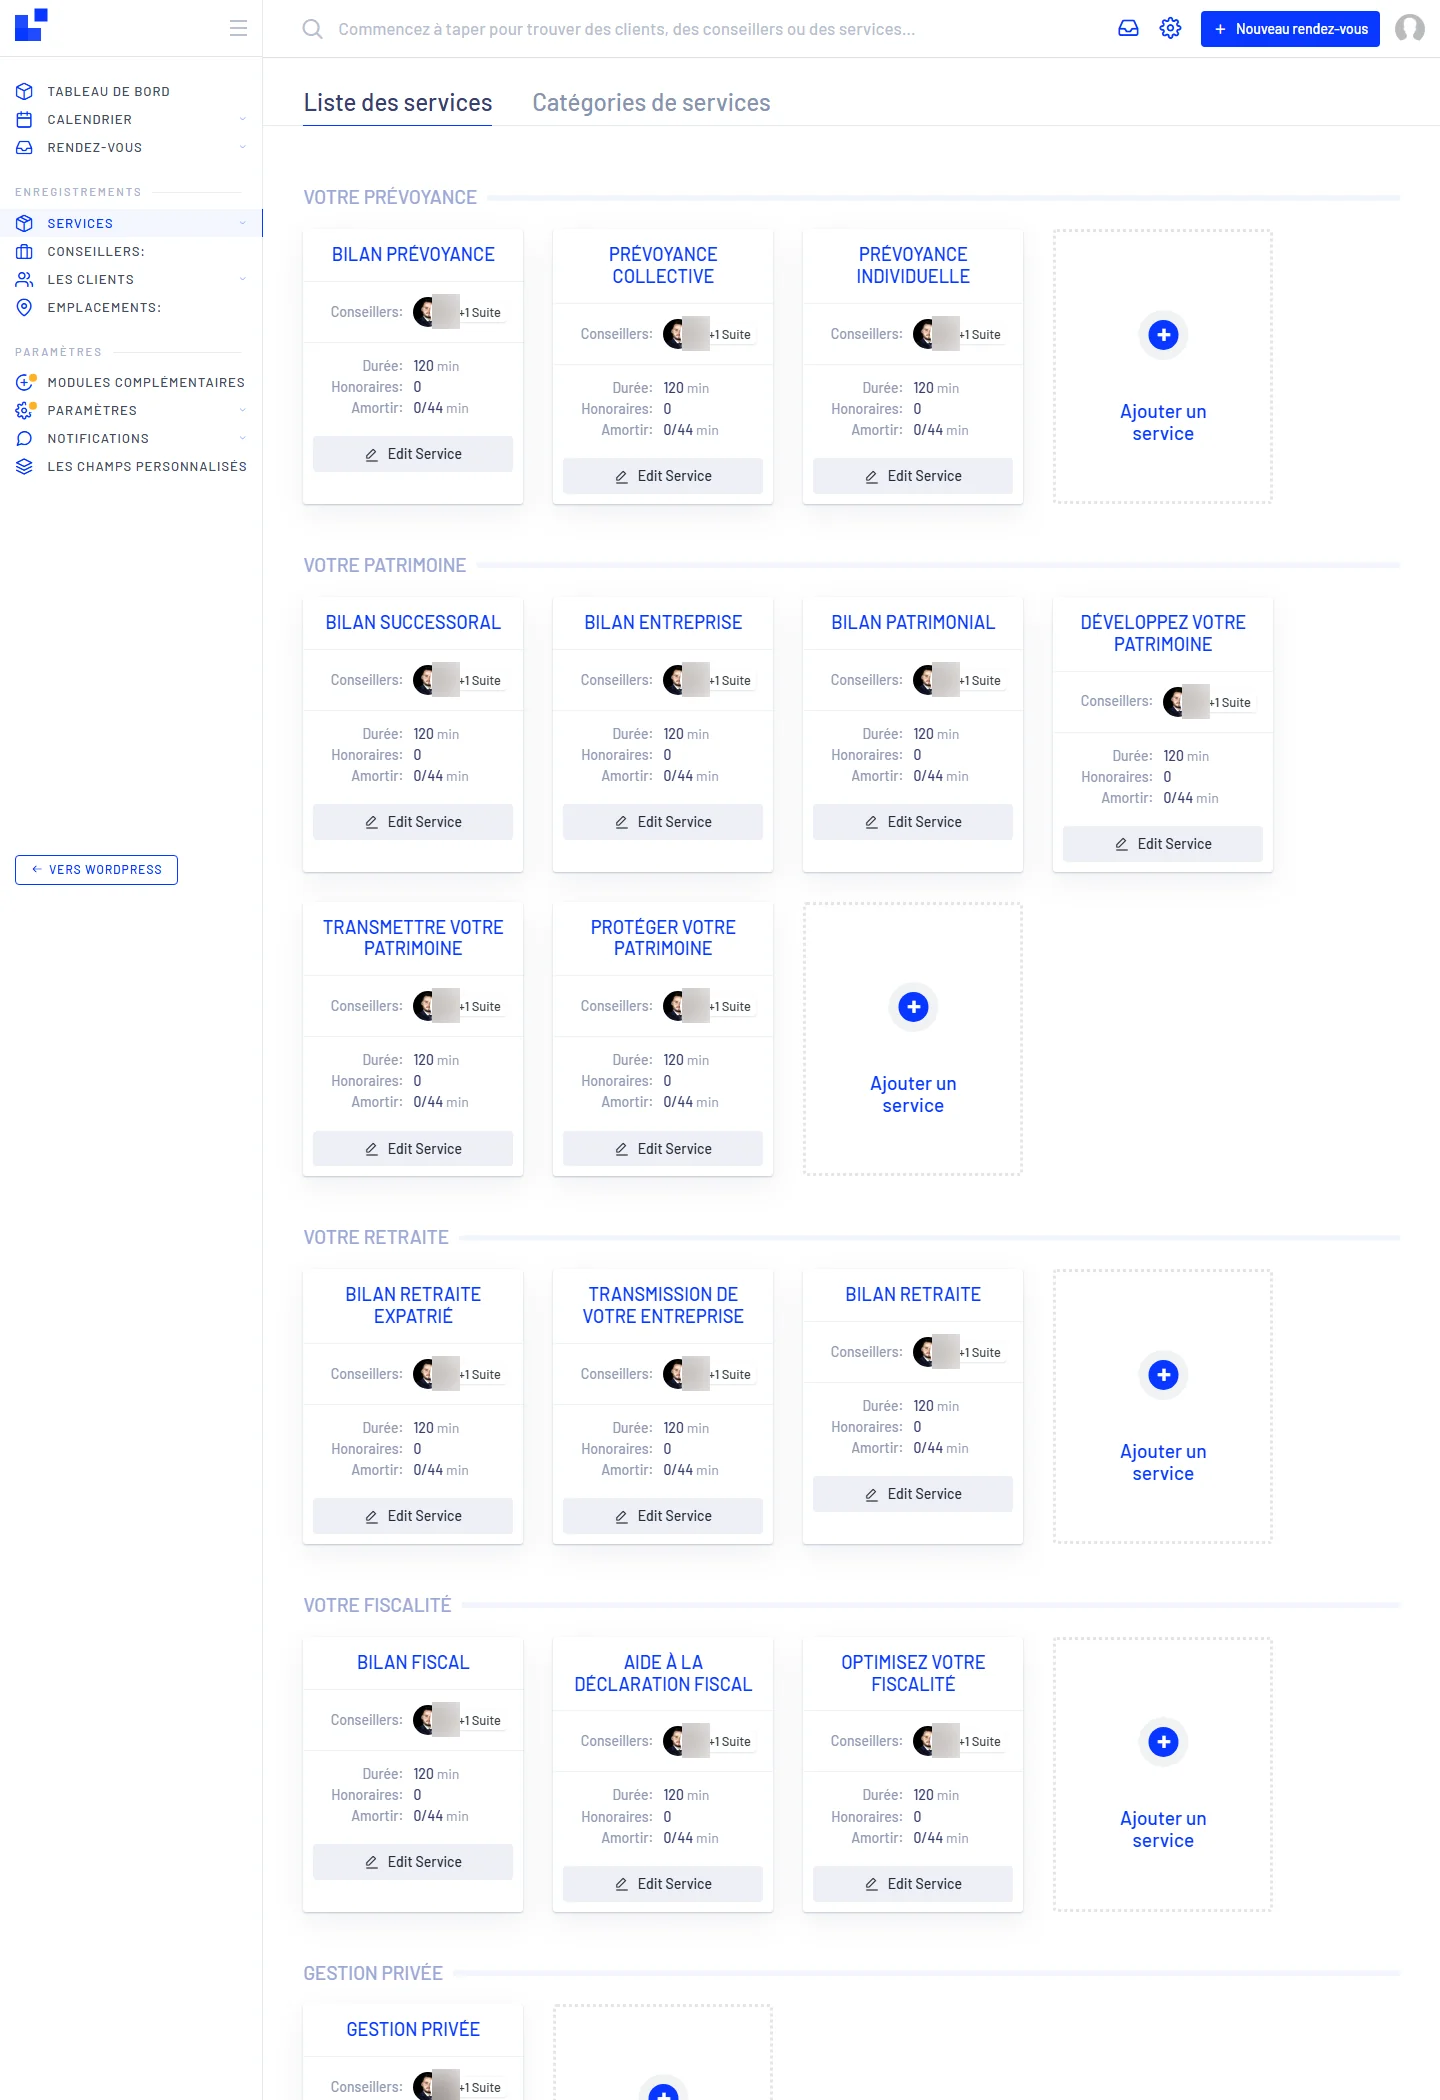 Commencez à taper pour trouver des clients, des conseillers ou des services...
+ Nouveau rendez-vous
TABLEAU DE BORD
CALENDRIER
RENDEZ-VOUS
ENREGISTREMENTS
SERVICES
CONSEILLERS:
LES CLIENTS
EMPLACEMENTS:
PARAMÈTRES
MODULES COMPLÉMENTAIRES
PARAMÈTRES
NOTIFICATIONS
LES CHAMPS PERSONNALISÉS
← VERS WORDPRESS
Liste des services
Catégories de services
VOTRE PRÉVOYANCE
BILAN PRÉVOYANCE
Conseillers: +1 Suite
Durée: 120 min
Honoraires: 0
Amortir: 0/44 min
Edit Service
PRÉVOYANCE
COLLECTIVE
Conseillers: +1 Suite
Durée: 120 min
Honoraires: 0
Amortir: 0/44 min
Edit Service
PRÉVOYANCE
INDIVIDUELLE
Conseillers: +1 Suite
Durée: 120 min
Honoraires: 0
Amortir: 0/44 min
Edit Service
Ajouter un
service
VOTRE PATRIMOINE
BILAN SUCCESSORAL
Conseillers: +1 Suite
Durée: 120 min
Honoraires: 0
Amortir: 0/44 min
Edit Service
BILAN ENTREPRISE
Conseillers: +1 Suite
Durée: 120 min
Honoraires: 0
Amortir: 0/44 min
Edit Service
BILAN PATRIMONIAL
Conseillers: +1 Suite
Durée: 120 min
Honoraires: 0
Amortir: 0/44 min
Edit Service
DÉVELOPPEZ VOTRE
PATRIMOINE
Conseillers: +1 Suite
Durée: 120 min
Honoraires: 0
Amortir: 0/44 min
Edit Service
TRANSMETTRE VOTRE
PATRIMOINE
Conseillers: +1 Suite
Durée: 120 min
Honoraires: 0
Amortir: 0/44 min
Edit Service
PROTÉGER VOTRE
PATRIMOINE
Conseillers: +1 Suite
Durée: 120 min
Honoraires: 0
Amortir: 0/44 min
Edit Service
Ajouter un
service
VOTRE RETRAITE
BILAN RETRAITE
EXPATRIÉ
Conseillers: +1 Suite
Durée: 120 min
Honoraires: 0
Amortir: 0/44 min
Edit Service
TRANSMISSION DE
VOTRE ENTREPRISE
Conseillers: +1 Suite
Durée: 120 min
Honoraires: 0
Amortir: 0/44 min
Edit Service
BILAN RETRAITE
Conseillers: +1 Suite
Durée: 120 min
Honoraires: 0
Amortir: 0/44 min
Edit Service
Ajouter un
service
VOTRE FISCALITÉ
BILAN FISCAL
Conseillers: +1 Suite
Durée: 120 min
Honoraires: 0
Amortir: 0/44 min
Edit Service
AIDE À LA
DÉCLARATION FISCAL
Conseillers: +1 Suite
Durée: 120 min
Honoraires: 0
Amortir: 0/44 min
Edit Service
OPTIMISEZ VOTRE
FISCALITÉ
Conseillers: +1 Suite
Durée: 120 min
Honoraires: 0
Amortir: 0/44 min
Edit Service
Ajouter un
service
GESTION PRIVÉE
GESTION PRIVÉE
Conseillers: +1 Suite